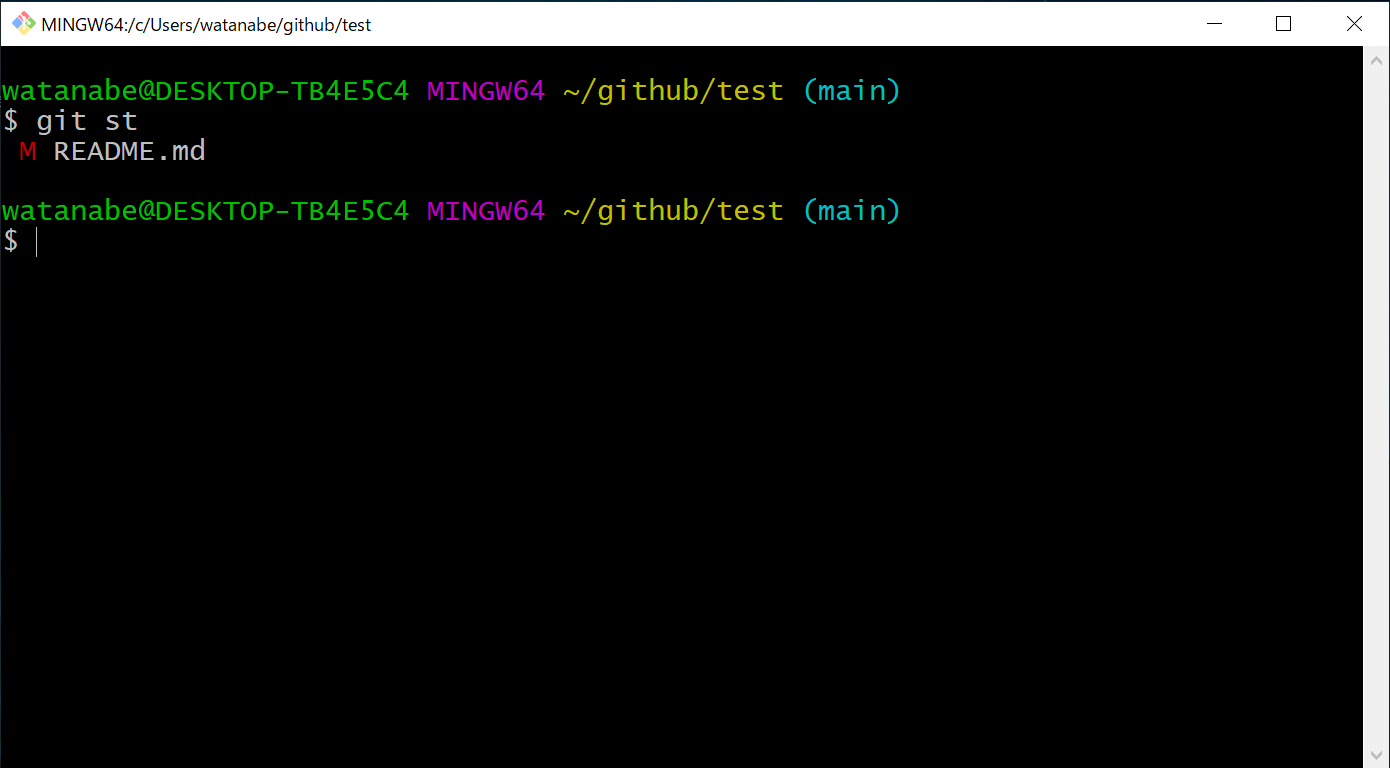 MINGW64:/c/Users/watanabe/github/test
watanabe@DESKTOP-TB4E5C4 MINGW64 ~/github/test (main)
$ git st
 M README.md
watanabe@DESKTOP-TB4E5C4 MINGW64 ~/github/test (main)
$